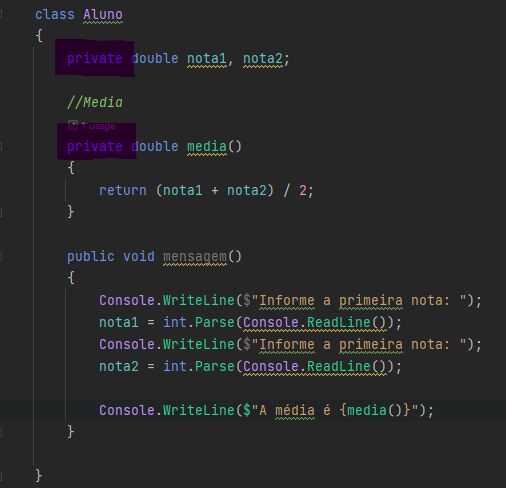 class Aluno
{
private double nota1, nota2;
//Media
1 usage
private double media()
{
return (nota1 + nota2) / 2;
}
public void mensagem()
{
Console.WriteLine($"Informe a primeira nota: ");
nota1 = int.Parse(Console.ReadLine());
Console.WriteLine($"Informe a primeira nota: ");
nota2 = int.Parse(Console.ReadLine());
Console.WriteLine($"A média é {media()}");
}
}